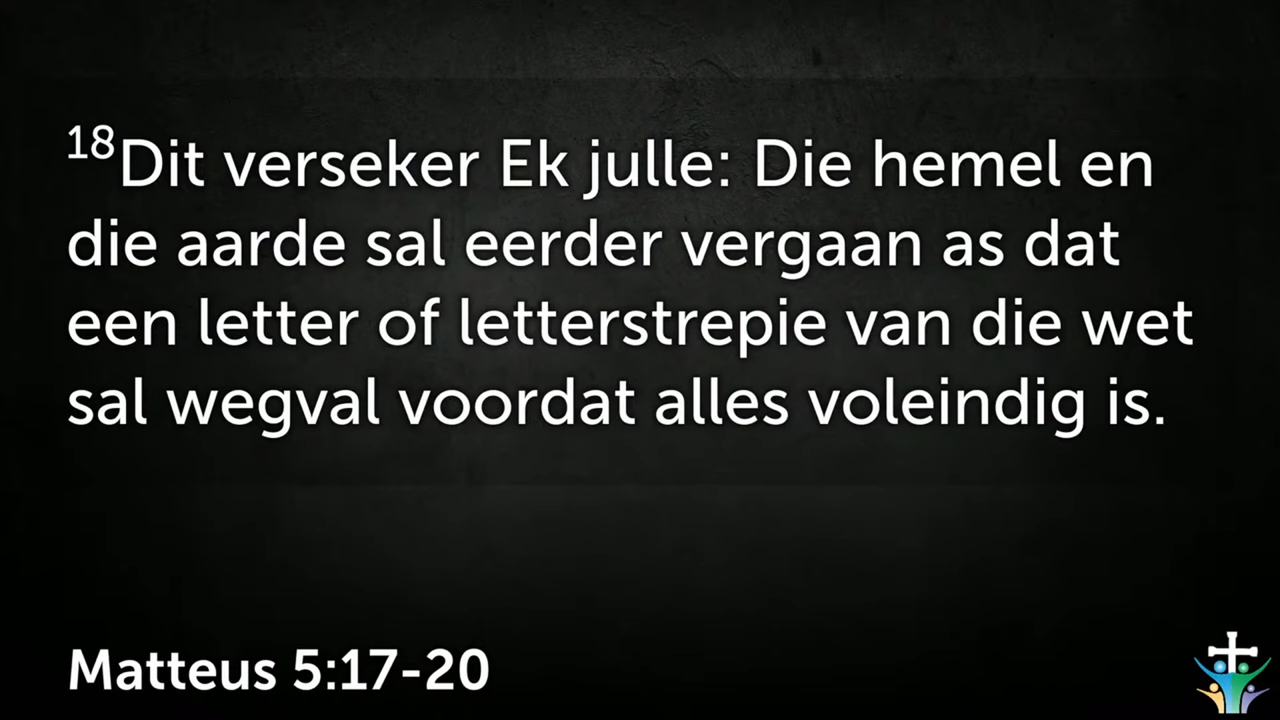 18Dit verseker Ek julle: Die hemel en
die aarde sal eerder vergaan as dat
een letter of letterstrepie van die wet
sal wegval voordat alles voleindig is.
Matteus 5:17-20